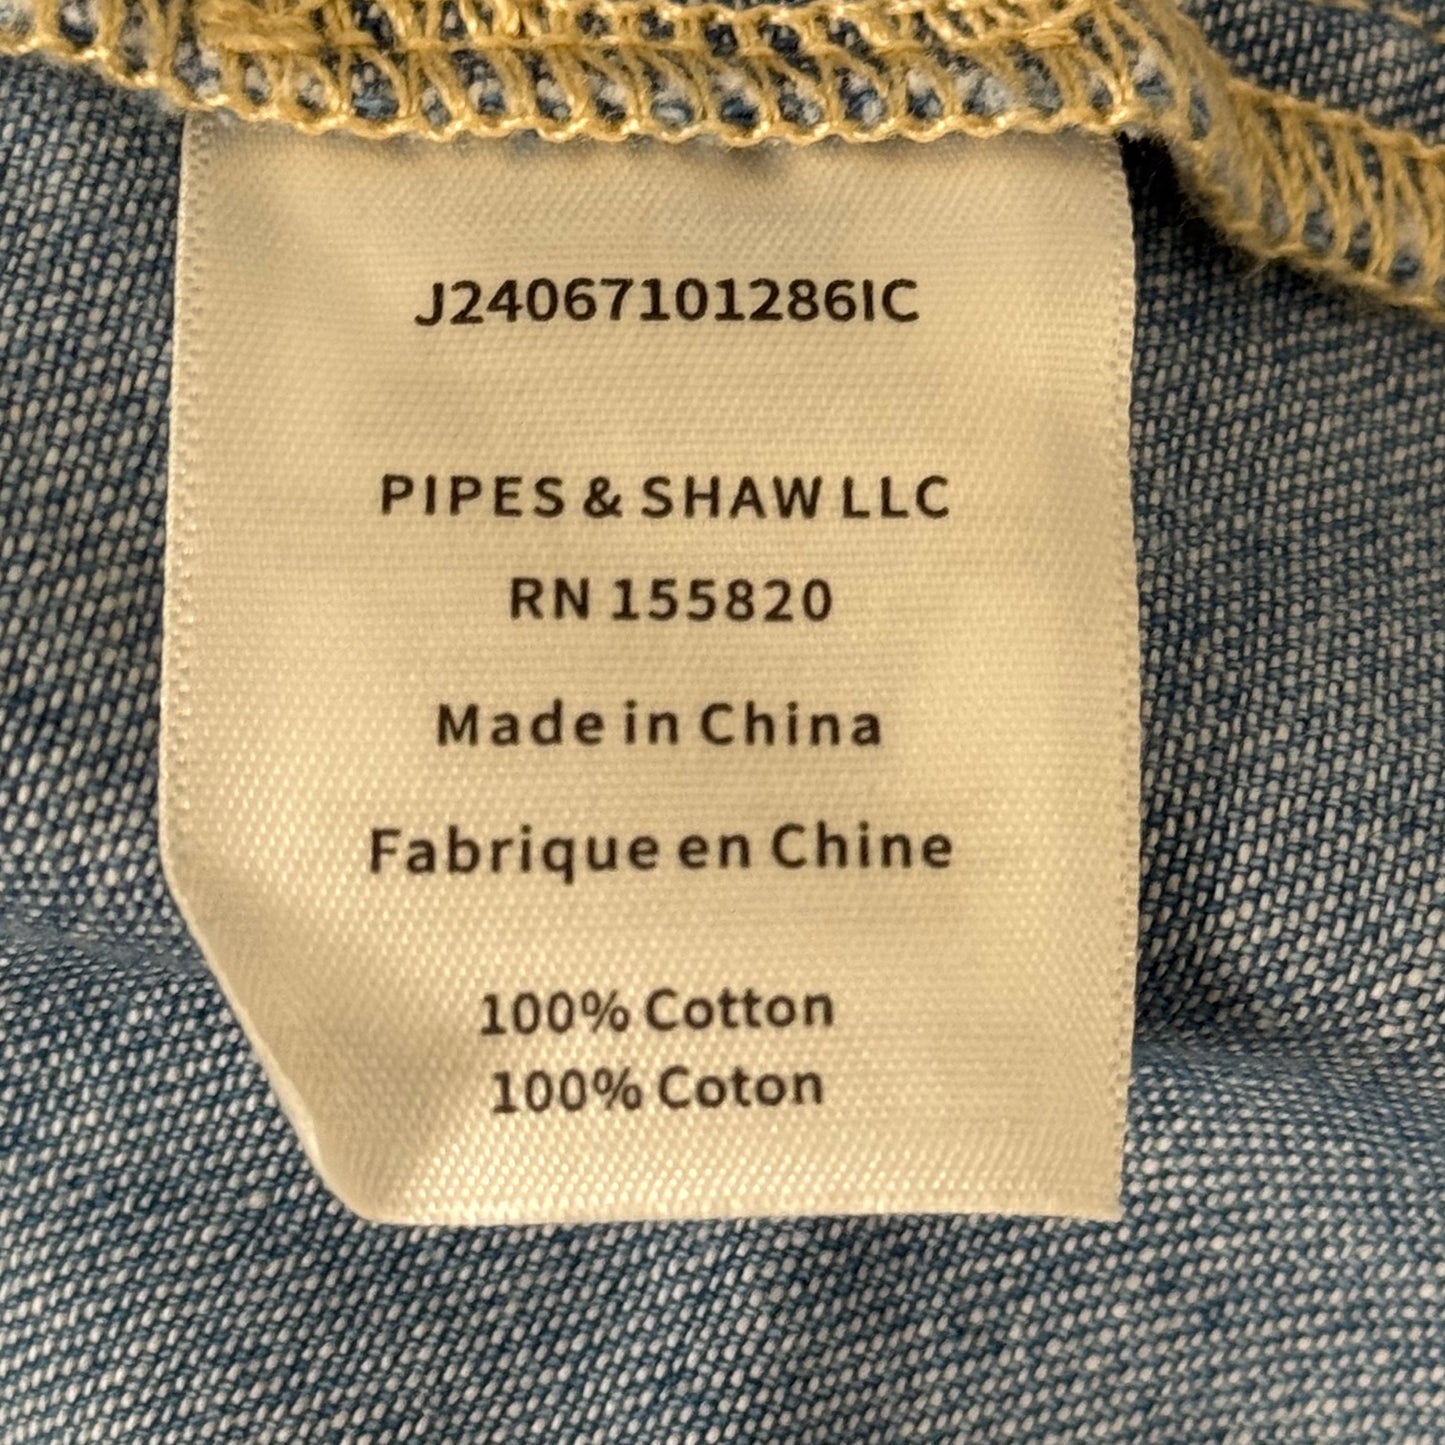 J24067101286IC
PIPES & SHAW LLC
RN 155820
Made in China
Fabrique en Chine
100% Cotton
100% Coton